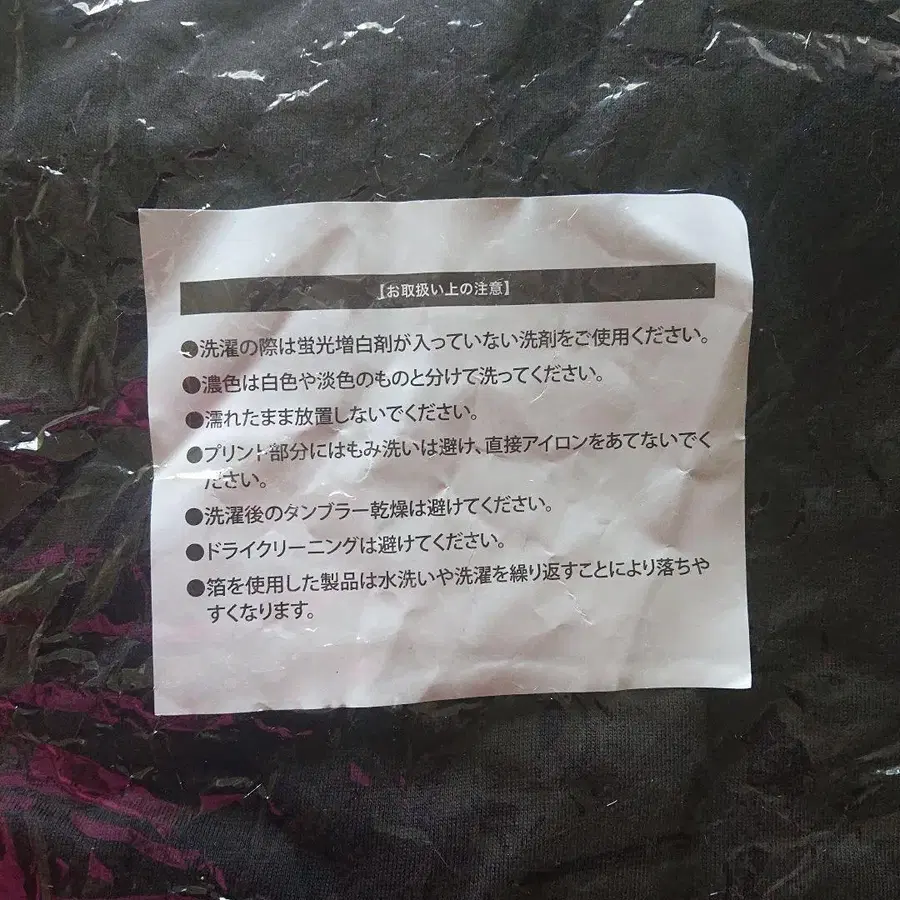 【お取扱い上の注意】
●洗濯の際は蛍光増白剤が入っていない洗剤をご使用ください。
●濃色は白色や淡色のものと分けて洗ってください。
●濡れたまま放置しないでください。
●プリント部分にはもみ洗いは避け、直接アイロンをあてないでく
ださい。
●洗濯後のタンブラー乾燥は避けてください。
●ドライクリーニングは避けてください。
●箔を使用した製品は水洗いや洗濯を繰り返すことにより落ちや
すくなります。